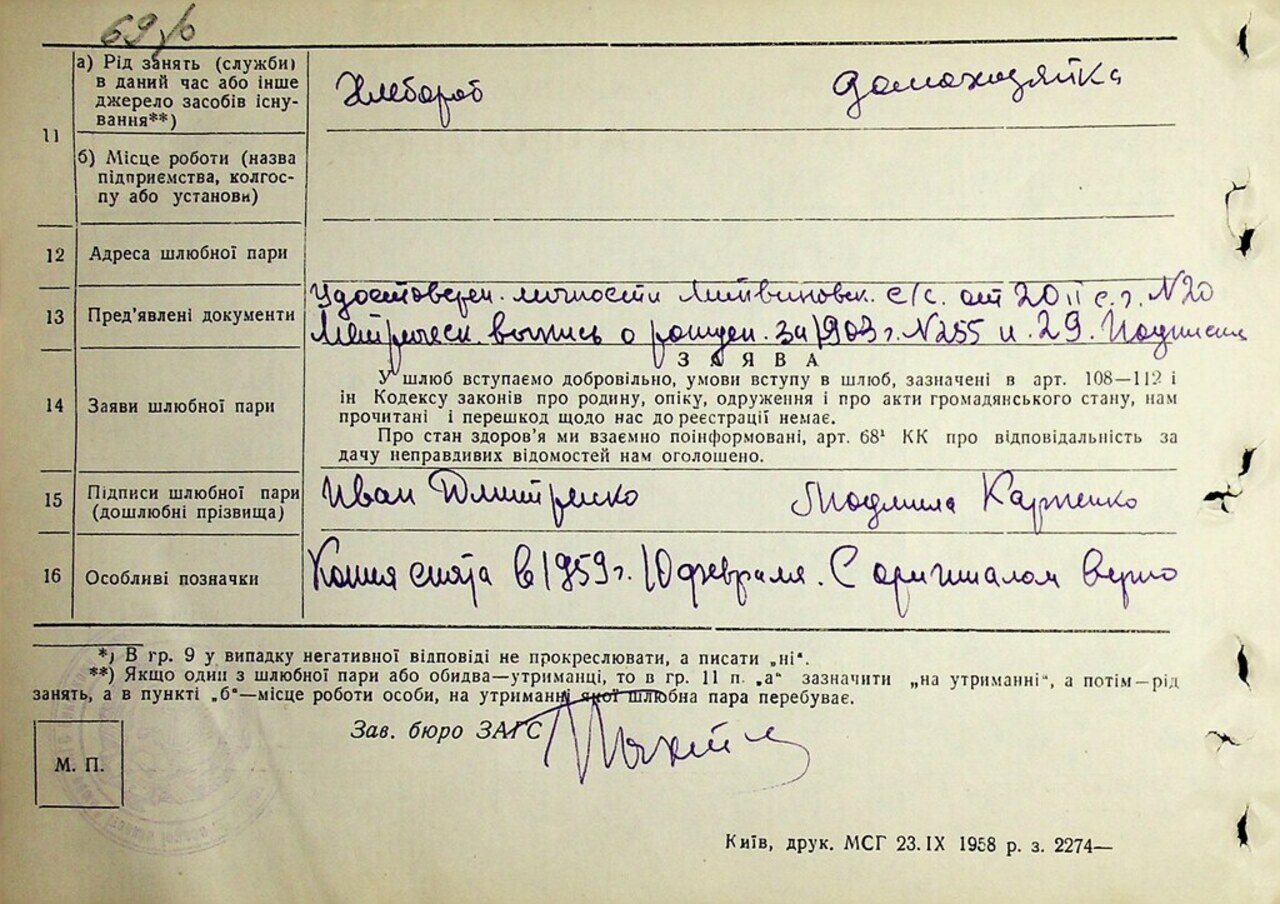 69 з/о
11
а) Рід занять (служби)
в даний час або інше
джерело засобів існу-
вання**)
Хлебороб
Домохозяйка
б) Місце роботи (назва
підприємства, колгос-
пу або установи)
12
Адреса шлюбної пари
13
Пред'явлені документи
Удостоверен. личности Литвиновск. с/с. от 20 II с.г. N20
Метрическ. выпись о рожден. за 1903 г. N255 и. 29. Подписи
14
Заяви шлюбної пари
ЗАЯВА
У шлюб вступаємо добровільно, умови вступу в шлюб, зазначені в арт. 108—112 і
ін Кодексу законів про родину, опіку, одруження і про акти громадянського стану, нам
прочитані і перешкод щодо нас до реєстрації немає.
Про стан здоров'я ми взаємно поінформовані, арт. 68¹ КК про відповідальність за
дачу неправдивих відомостей нам оголошено.
15
Підписи шлюбної пари
(дошлюбні прізвища)
Иван Дмитренко
Людмила Карпенко
16
Особливі позначки
Копия снята в 1959 г. 10 февраля. С оригиналом верно
*) В гр. 9 у випадку негативної відповіді не прокреслювати, а писати „ні".
**) Якщо один з шлюбної пари або обидва—утриманці, то в гр. 11 п. „а" зазначити „на утриманні", а потім—рід
занять, а в пункті „б"—місце роботи особи, на утриманні якої шлюбна пара перебуває.
Зав. бюро ЗАГС
М. П.
Київ, друк. МСГ 23.IX 1958 р. з. 2274—